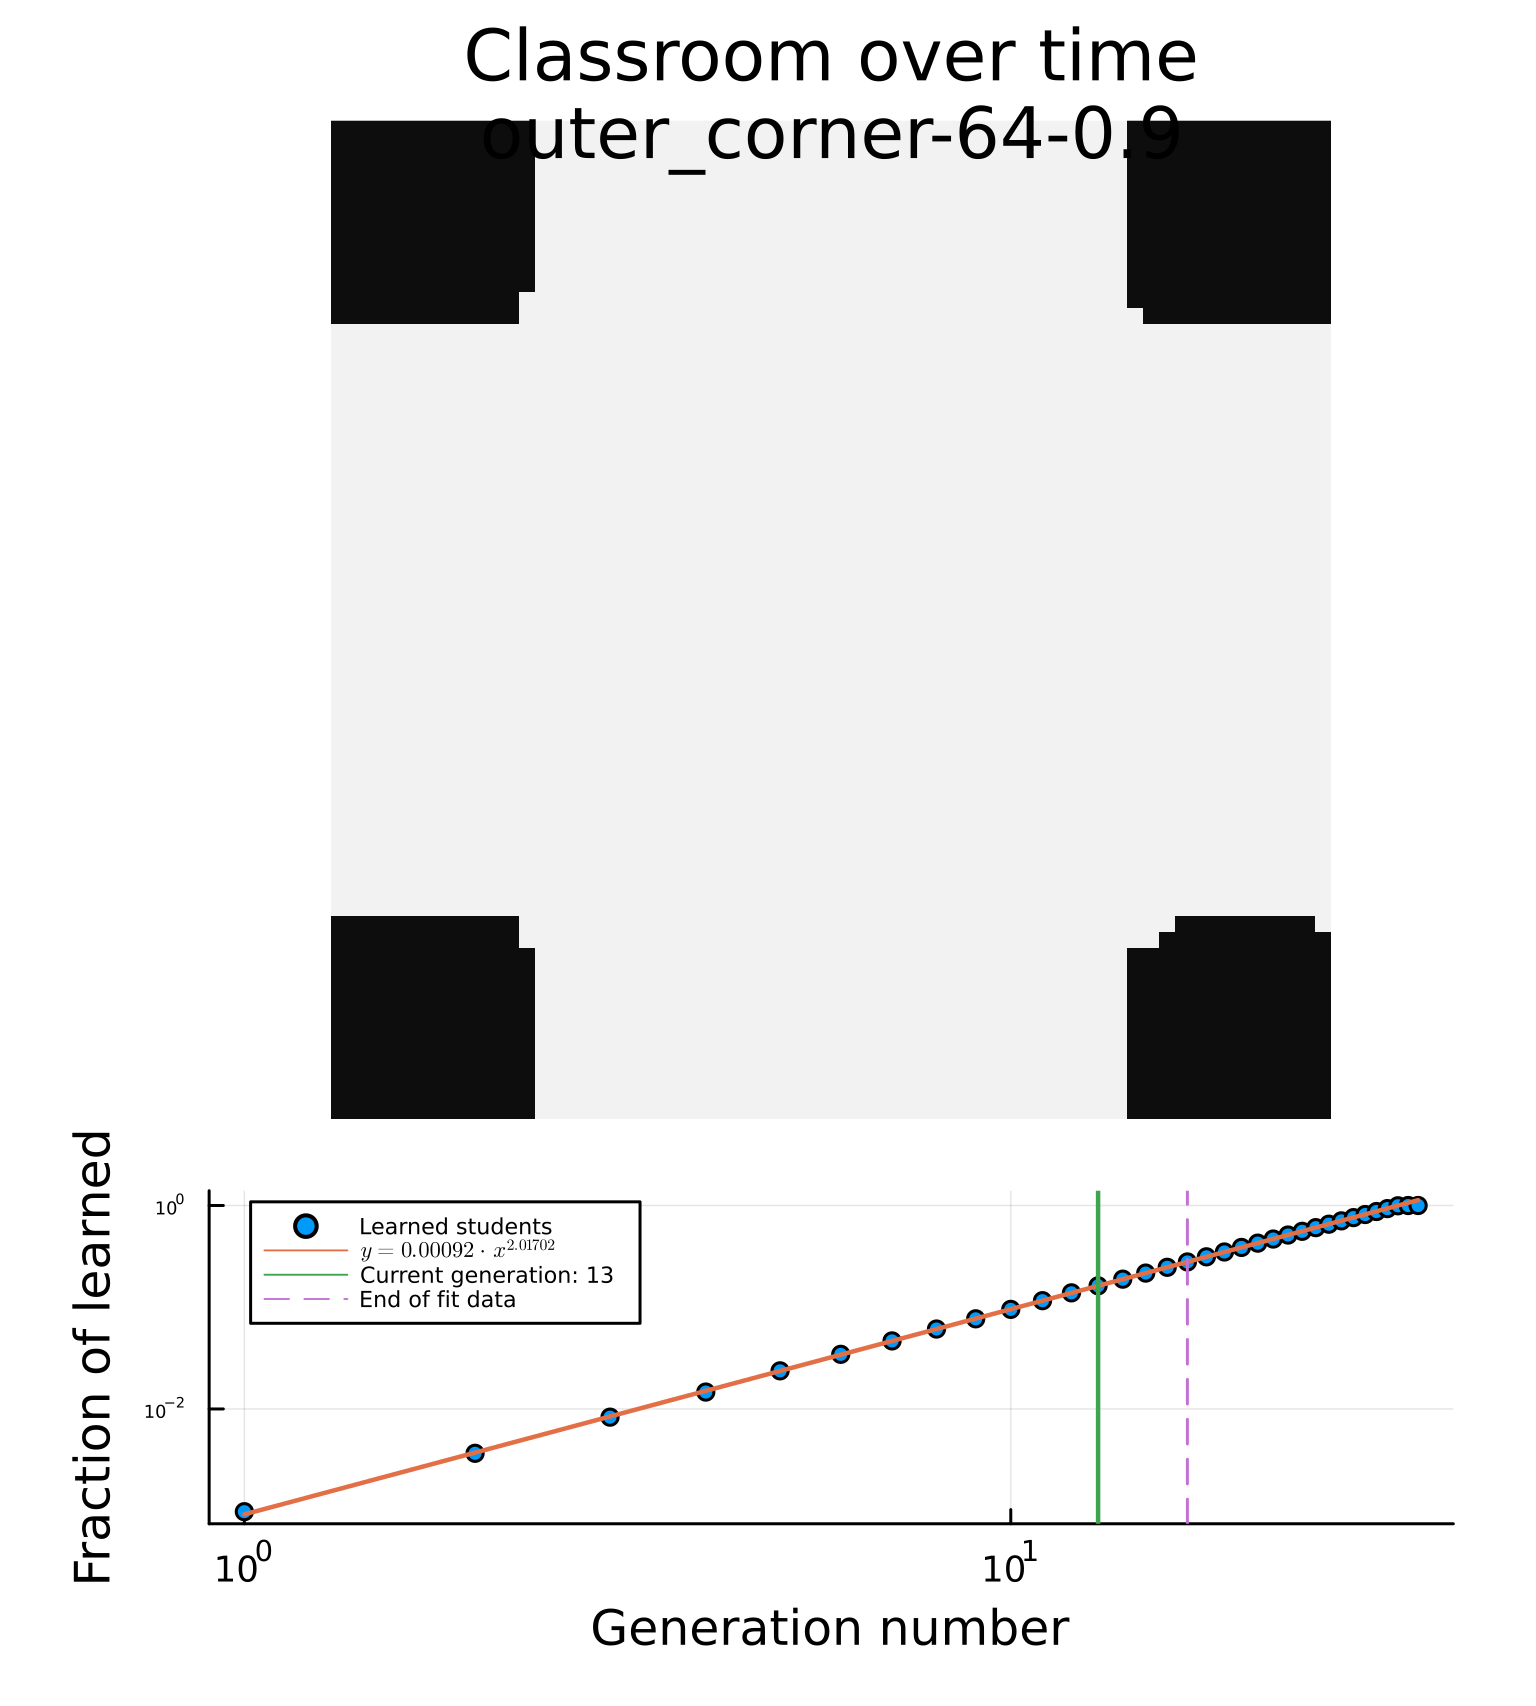 Classroom over time
outer_corner-64-0.9
Fraction of learned
10^0
10^−2
Learned students
y = 0.00092 · x^2.01702
Current generation: 13
End of fit data
10^0
10^1
Generation number